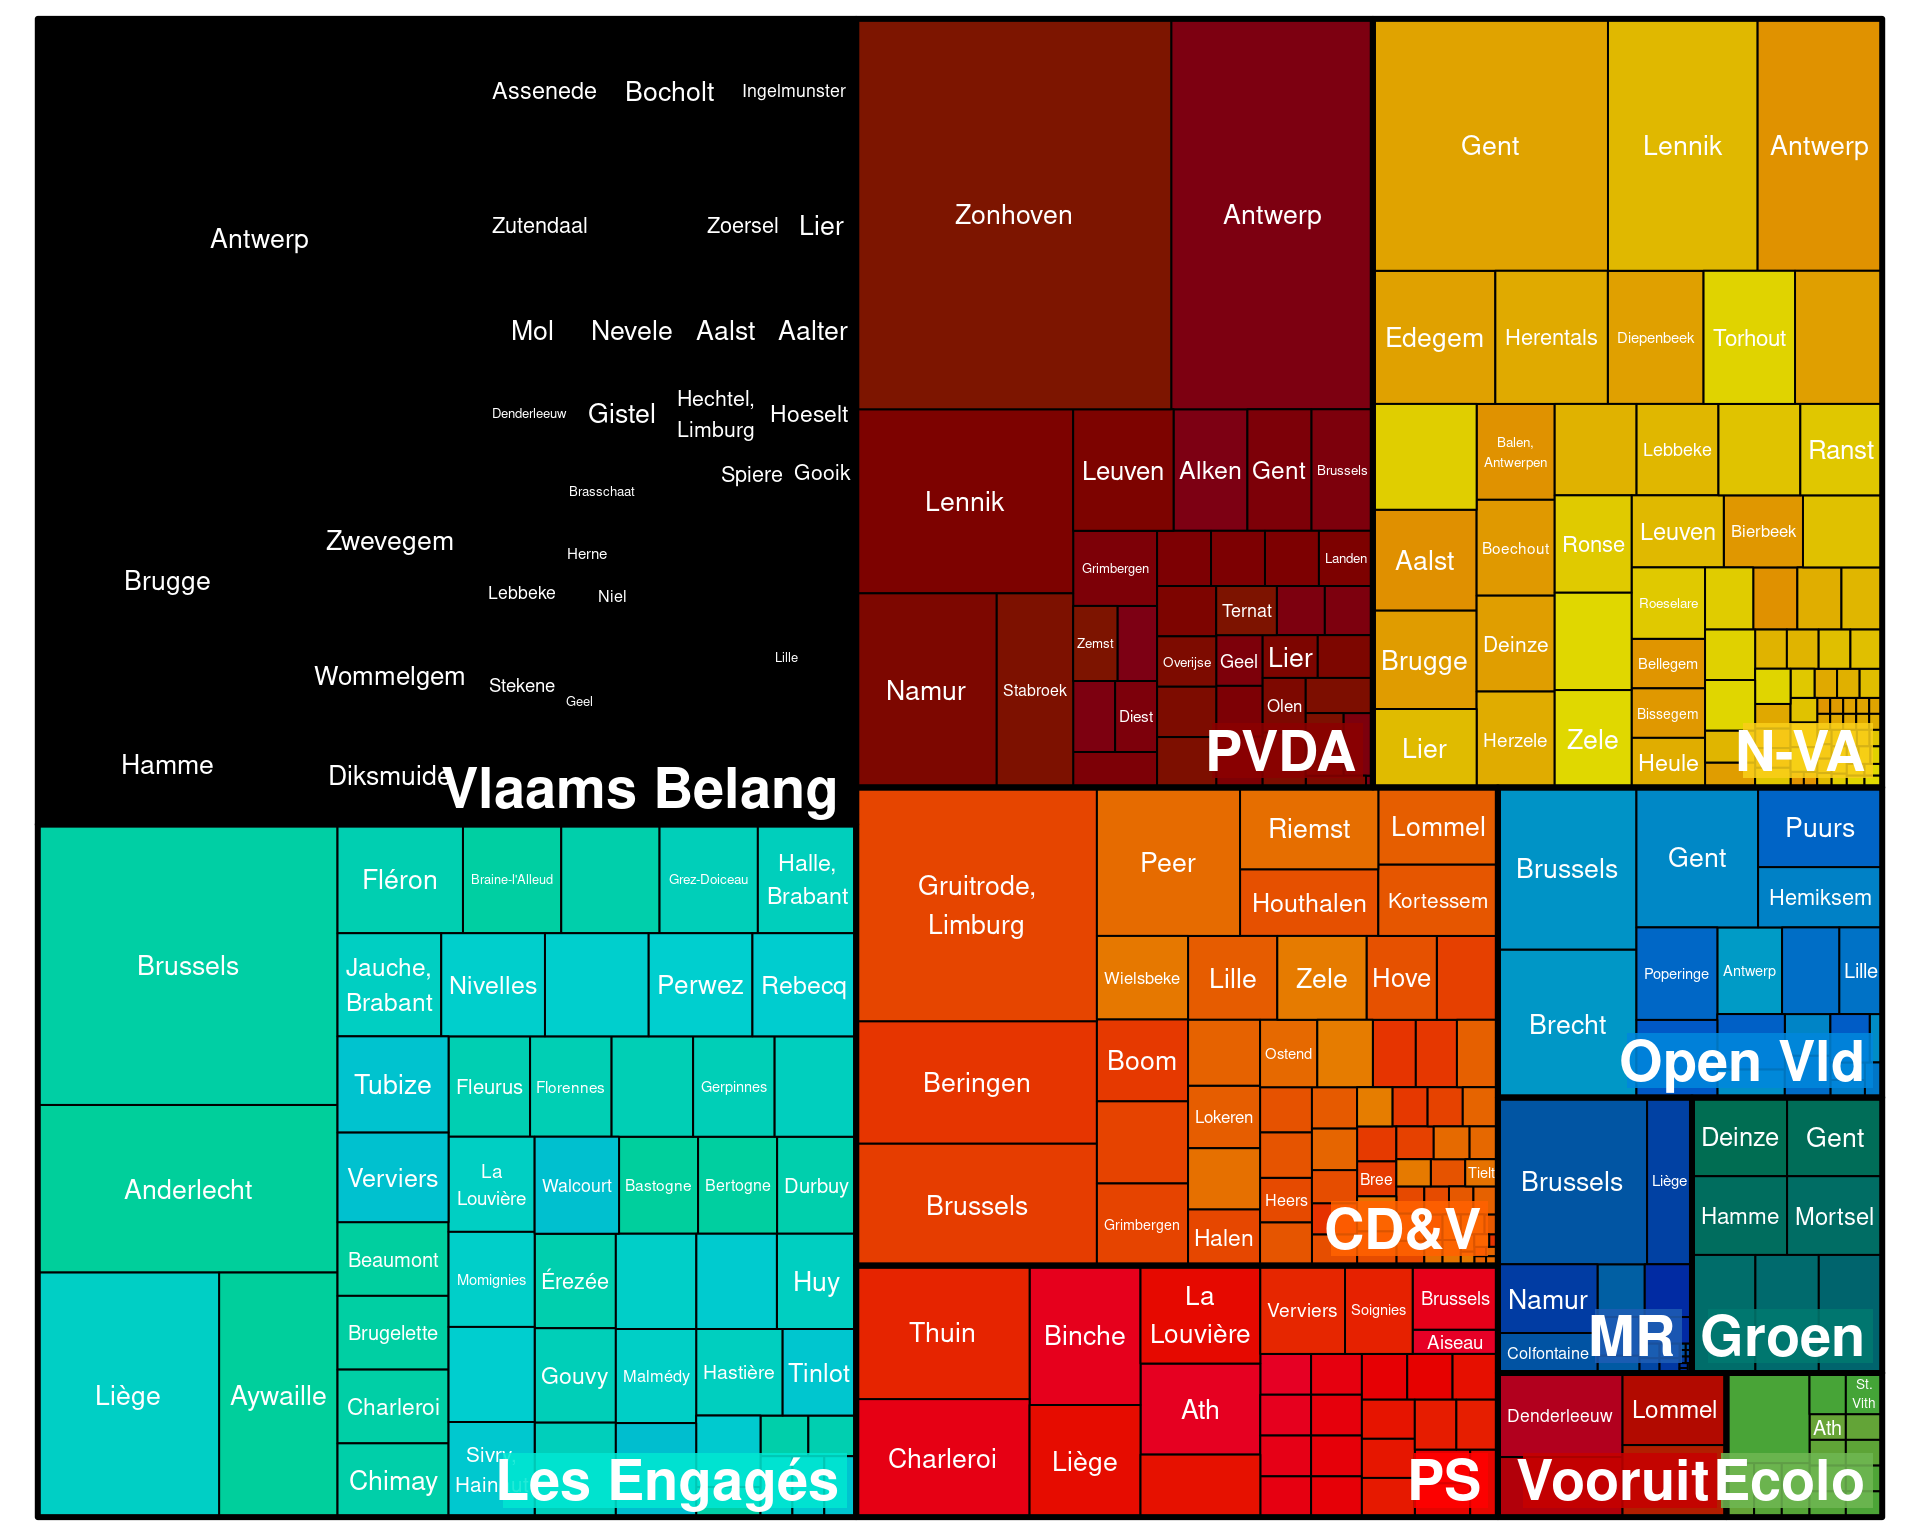 Assenede
Bocholt
Ingelmunster
Antwerp
Zutendaal
Zoersel
Lier
Mol
Nevele
Aalst
Aalter
Denderleeuw
Gistel
Hechtel,
Limburg
Hoeselt
Spiere
Gooik
Brasschaat
Zwevegem
Herne
Brugge
Lebbeke
Niel
Lille
Wommelgem
Stekene
Geel
Hamme
Diksmuide
Vlaams Belang
Zonhoven
Antwerp
Lennik
Leuven
Alken
Gent
Brussels
Grimbergen
Landen
Ternat
Zemst
Overijse
Geel
Lier
Namur
Stabroek
Diest
Olen
PVDA
Gent
Lennik
Antwerp
Edegem
Herentals
Diepenbeek
Torhout
Balen,
Antwerpen
Lebbeke
Ranst
Aalst
Boechout
Ronse
Leuven
Bierbeek
Roeselare
Brugge
Deinze
Bellegem
Lier
Herzele
Zele
Bissegem
Heule
N-VA
Brussels
Fléron
Braine-l'Alleud
Grez-Doiceau
Halle,
Brabant
Jauche,
Brabant
Nivelles
Perwez
Rebecq
Tubize
Fleurus
Florennes
Gerpinnes
Anderlecht
Verviers
La
Louvière
Walcourt
Bastogne
Bertogne
Durbuy
Beaumont
Momignies
Érezée
Huy
Liège
Aywaille
Brugelette
Gouvy
Malmédy
Hastière
Tinlot
Charleroi
Chimay
Sivry,
Hainaut
Les Engagés
Gruitrode,
Limburg
Peer
Riemst
Lommel
Houthalen
Kortessem
Wielsbeke
Lille
Zele
Hove
Beringen
Boom
Ostend
Lokeren
Brussels
Grimbergen
Halen
Heers
Bree
Tielt
CD&V
Thuin
Binche
La
Louvière
Verviers
Soignies
Brussels
Aiseau
Charleroi
Liège
Ath
PS
Brussels
Gent
Puurs
Hemiksem
Brecht
Poperinge
Antwerp
Lille
Open Vld
Brussels
Liège
Namur
Colfontaine
MR
Deinze
Gent
Hamme
Mortsel
Groen
Denderleeuw
Lommel
Vooruit
St.
Vith
Ath
Ecolo